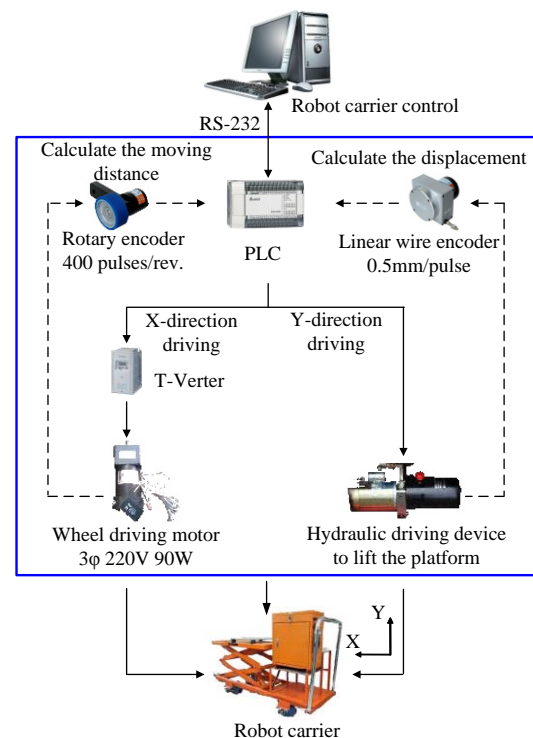 Robot carrier control
RS-232
Calculate the moving
distance
Calculate the displacement
Rotary encoder
400 pulses/rev.
PLC
Linear wire encoder
0.5mm/pulse
X-direction
driving
Y-direction
driving
T-Verter
Wheel driving motor
3φ 220V 90W
Hydraulic driving device
to lift the platform
Y
X
Robot carrier